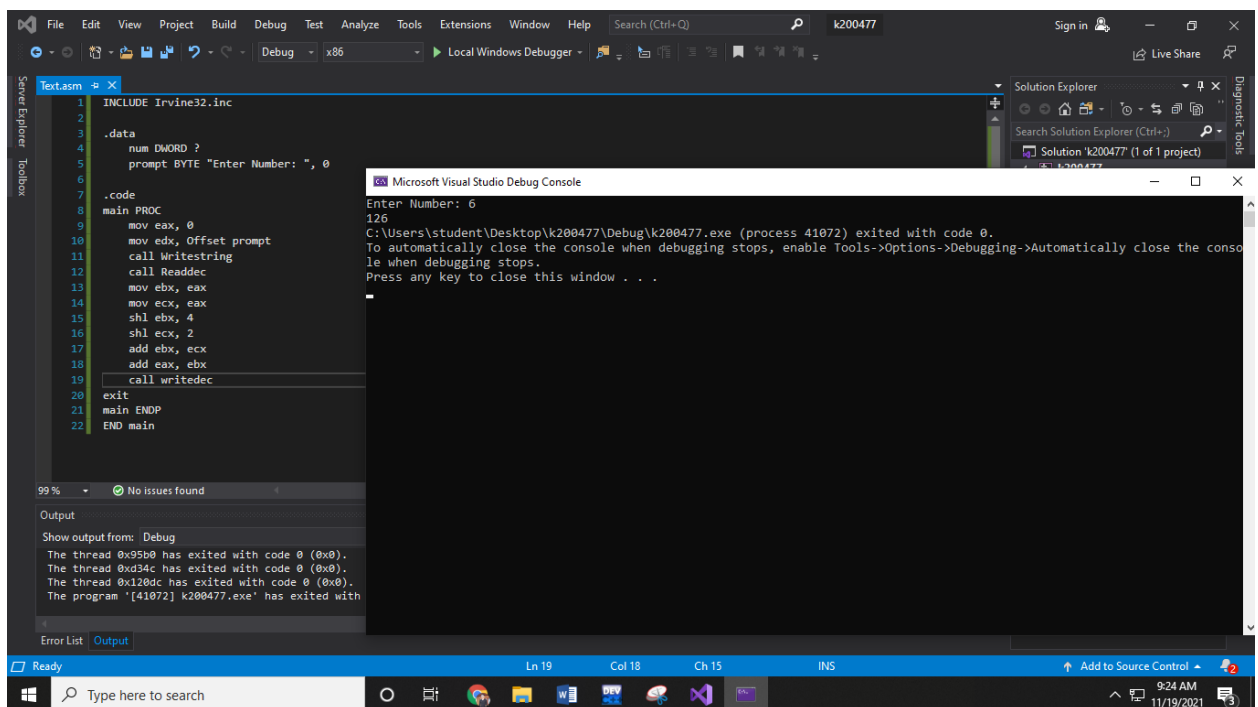 File Edit View Project Build Debug Test Analyze Tools Extensions Window Help Search (Ctrl+Q) k200477 Sign in
Debug x86 Local Windows Debugger Live Share
Server Explorer
Toolbox
Text.asm
1 INCLUDE Irvine32.inc
2
3 .data
4 num DWORD ?
5 prompt BYTE "Enter Number: ", 0
6
7 .code
8 main PROC
9 mov eax, 0
10 mov edx, Offset prompt
11 call Writestring
12 call Readdec
13 mov ebx, eax
14 mov ecx, eax
15 shl ebx, 4
16 shl ecx, 2
17 add ebx, ecx
18 add eax, ebx
19 call writedec
20 exit
21 main ENDP
22 END main
99 % No issues found
Solution Explorer
Search Solution Explorer (Ctrl+;)
Solution 'k200477' (1 of 1 project)
k200477
Diagnostic Tools
Microsoft Visual Studio Debug Console
Enter Number: 6
126
C:\Users\student\Desktop\k200477\Debug\k200477.exe (process 41072) exited with code 0.
To automatically close the console when debugging stops, enable Tools->Options->Debugging->Automatically close the conso
le when debugging stops.
Press any key to close this window . . .
Output
Show output from: Debug
The thread 0x95b0 has exited with code 0 (0x0).
The thread 0xd34c has exited with code 0 (0x0).
The thread 0x120dc has exited with code 0 (0x0).
The program '[41072] k200477.exe' has exited with
Error List Output
Ready Ln 19 Col 18 Ch 15 INS Add to Source Control 2
Type here to search 9:24 AM
11/19/2021 3